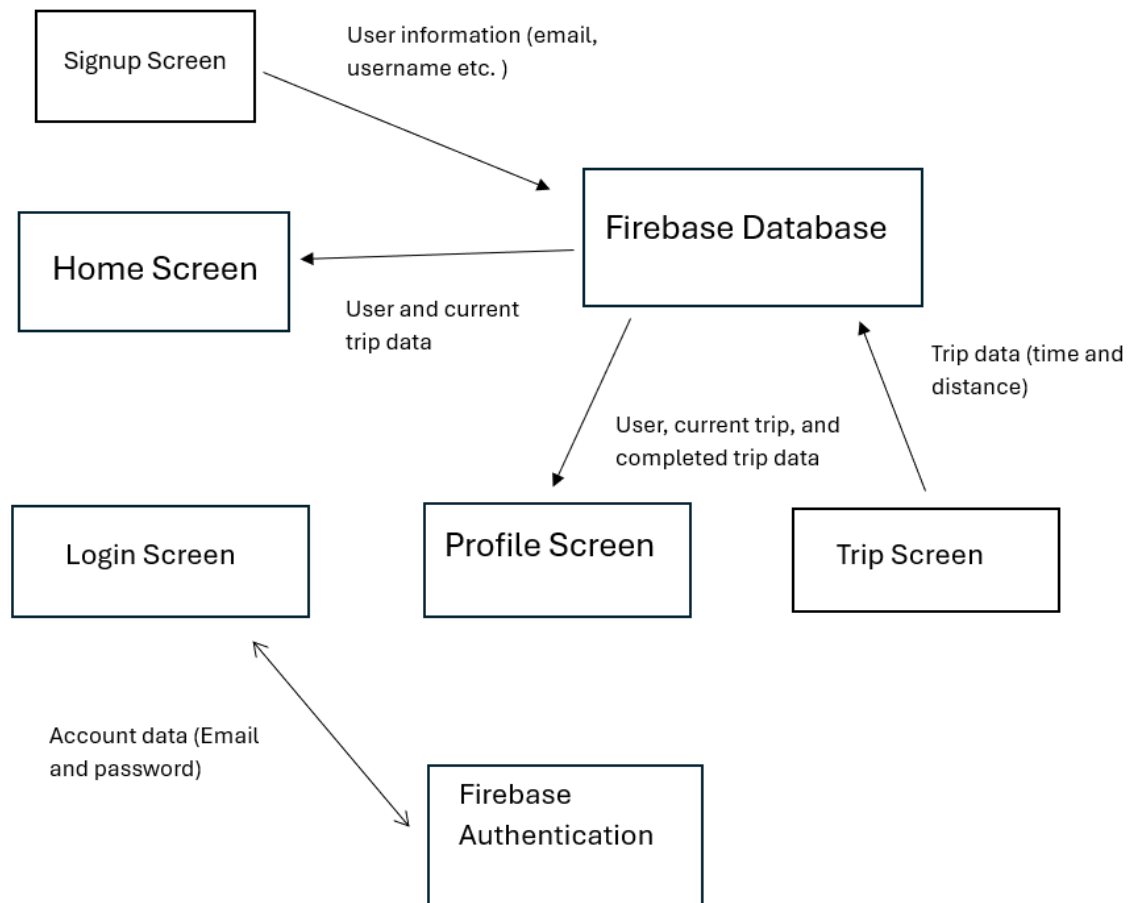 Signup Screen
User information (email,
username etc. )
Firebase Database
Home Screen
User and current
trip data
Trip data (time and
distance)
User, current trip, and
completed trip data
Login Screen
Profile Screen
Trip Screen
Account data (Email
and password)
Firebase
Authentication